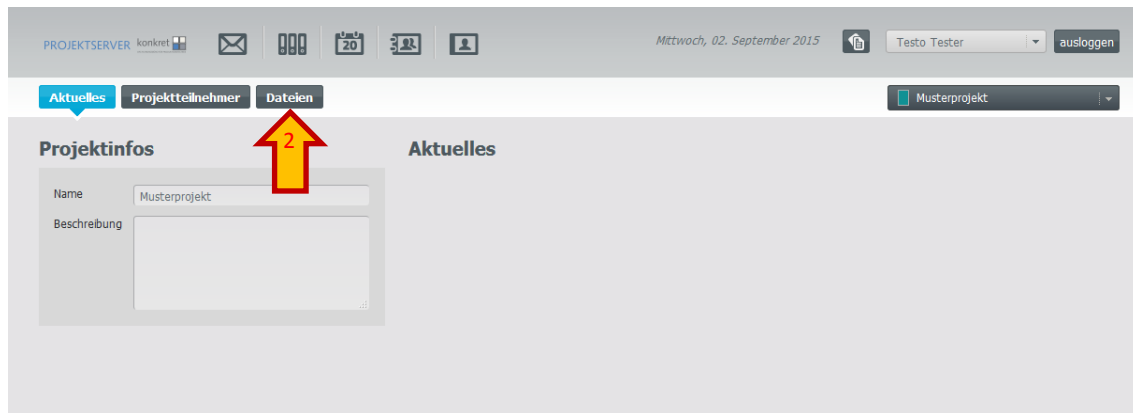 PROJEKTSERVER konkret 20 Mittwoch, 02. September 2015 Testo Tester ausloggen
Aktuelles Projektteilnehmer Dateien Musterprojekt
2
Projektinfos Aktuelles
Name Musterprojekt
Beschreibung